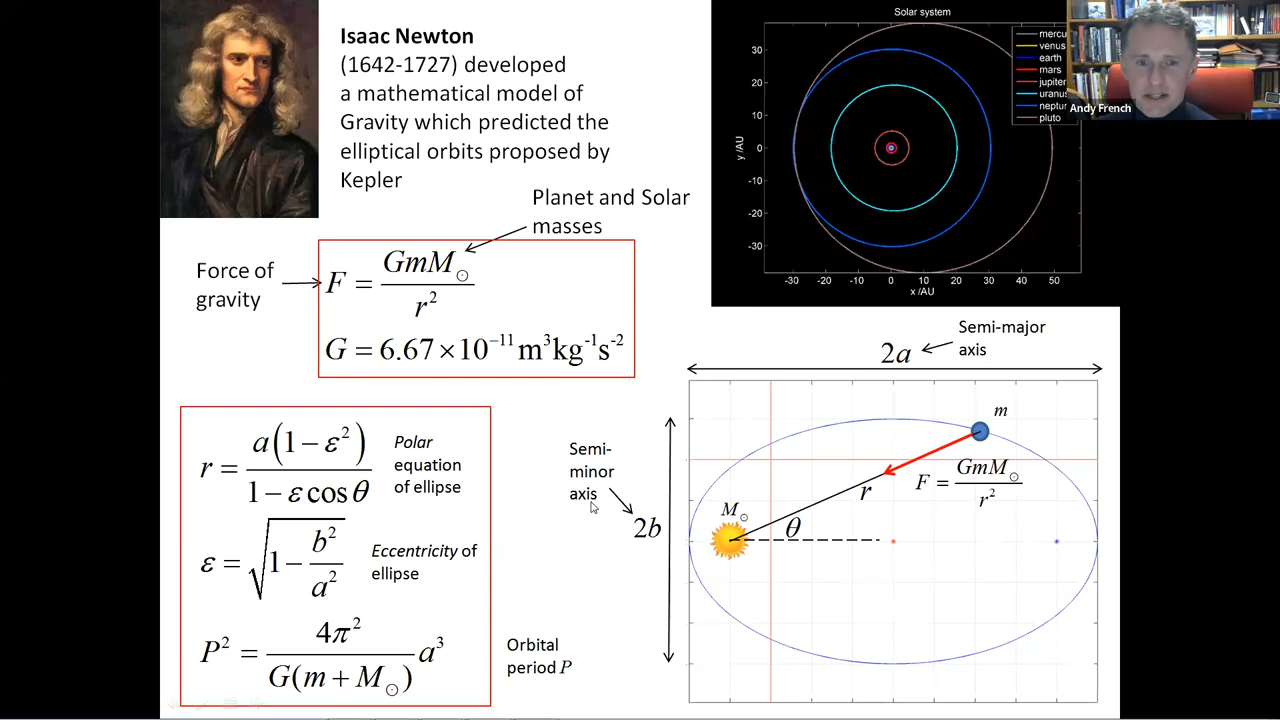 Isaac Newton
(1642-1727) developed
a mathematical model of
Gravity which predicted the
elliptical orbits proposed by
Kepler
Planet and Solar
masses
Force of
gravity
F = GmM☉ / r²
G = 6.67×10⁻¹¹ m³kg⁻¹s⁻²
r = a(1−ε²) / 1−εcosθ
Polar
equation
of ellipse
ε = √(1 − b²/a²)
Eccentricity of
ellipse
P² = 4π² / G(m+M☉) a³
Orbital
period P
Solar system
mercu
venus
earth
mars
jupiter
uranu
neptur
pluto
Andy French
y /AU
30
20
10
0
-10
-20
-30
-30 -20 -10 0 10 20 30 40 50
x /AU
Semi-major
axis
2a
Semi-
minor
axis
2b
m
F = GmM☉ / r²
r
M☉
θ